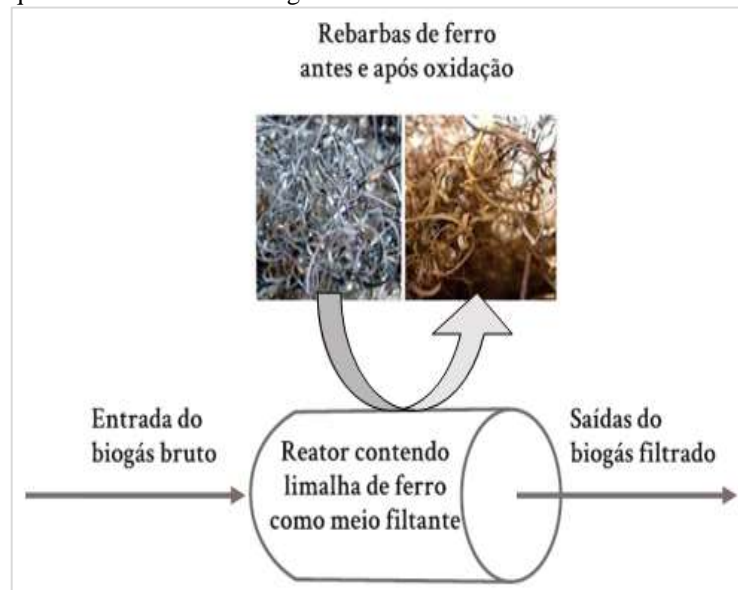 Rebarbas de ferro
antes e após oxidação
Entrada do
biogás bruto
Reator contendo
limalha de ferro
como meio filtante
Saídas do
biogás filtrado